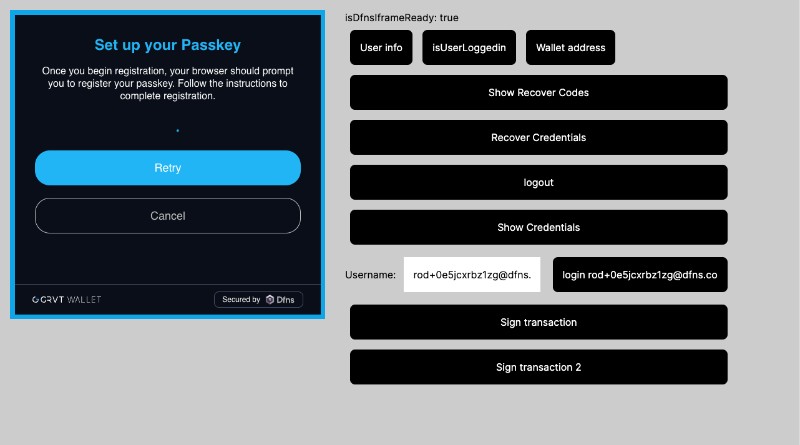 Set up your Passkey
Once you begin registration, your browser should prompt
you to register your passkey. Follow the instructions to
complete registration.
Retry
Cancel
GRVT WALLET
Secured by Dfns
isDfnsIframeReady: true
User info
isUserLoggedin
Wallet address
Show Recover Codes
Recover Credentials
logout
Show Credentials
Username:
rod+0e5jcxrbz1zg@dfns.
login rod+0e5jcxrbz1zg@dfns.co
Sign transaction
Sign transaction 2